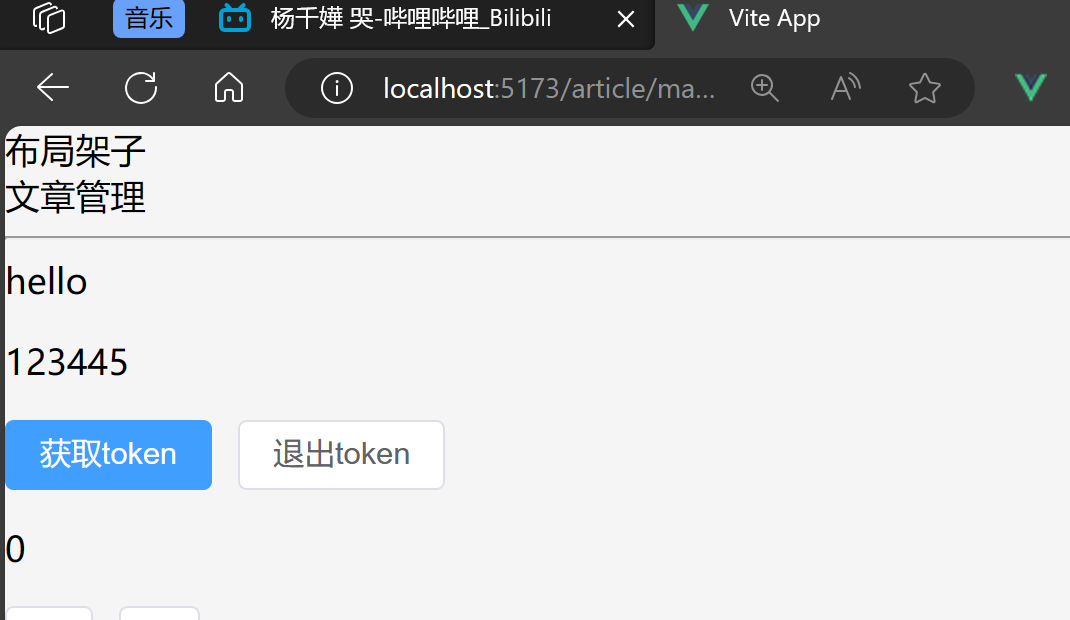 音乐
杨千嬅 哭-哔哩哔哩_Bilibili
Vite App
localhost:5173/article/ma...
布局架子
文章管理
hello
123445
获取token
退出token
0